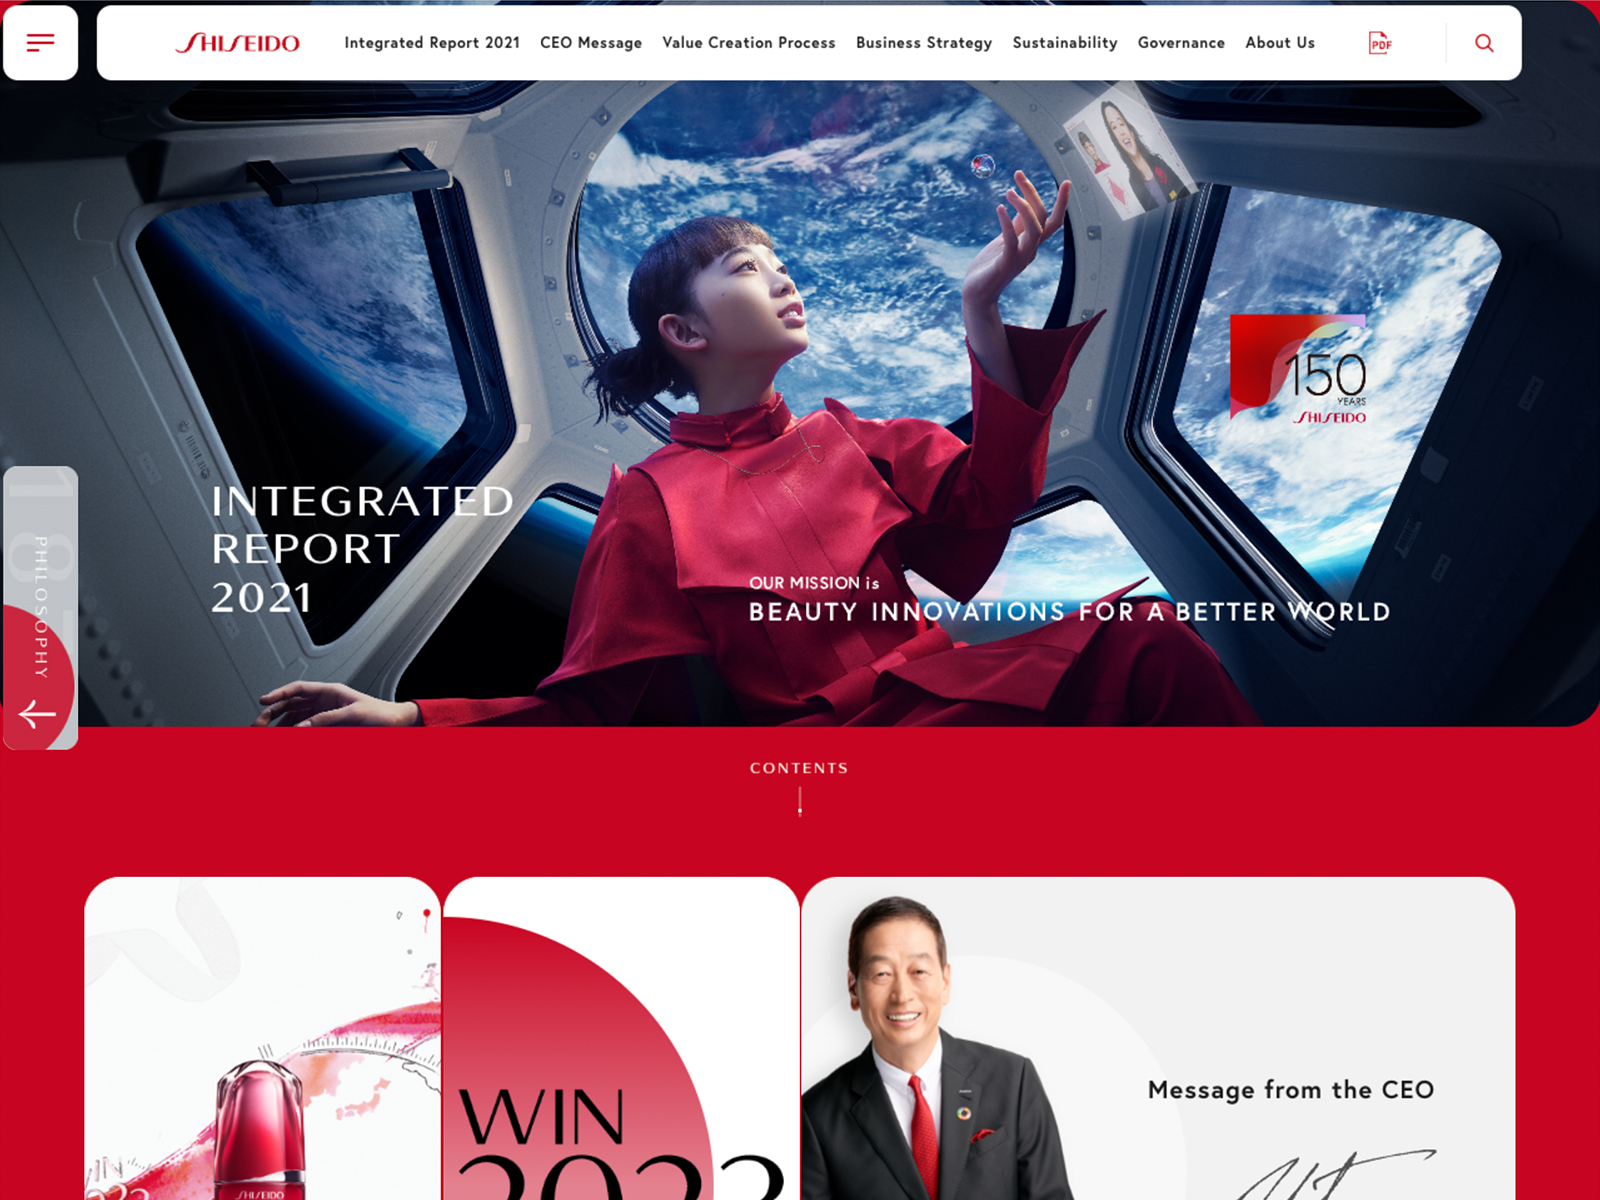 SHISEIDO
Integrated Report 2021
CEO Message
Value Creation Process
Business Strategy
Sustainability
Governance
About Us
PDF
150
YEARS
SHISEIDO
INTEGRATED
REPORT
2021
OUR MISSION is
BEAUTY INNOVATIONS FOR A BETTER WORLD
PHILOSOPHY
CONTENTS
SHISEIDO
WIN
2023
Message from the CEO